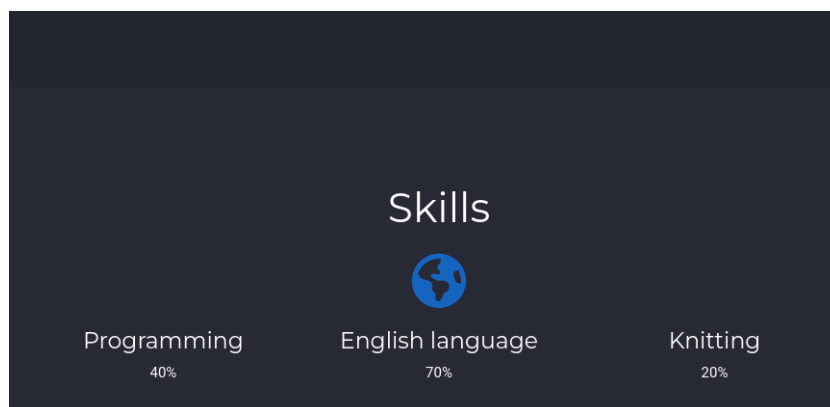 Skills
Programming
English language
Knitting
40%
70%
20%